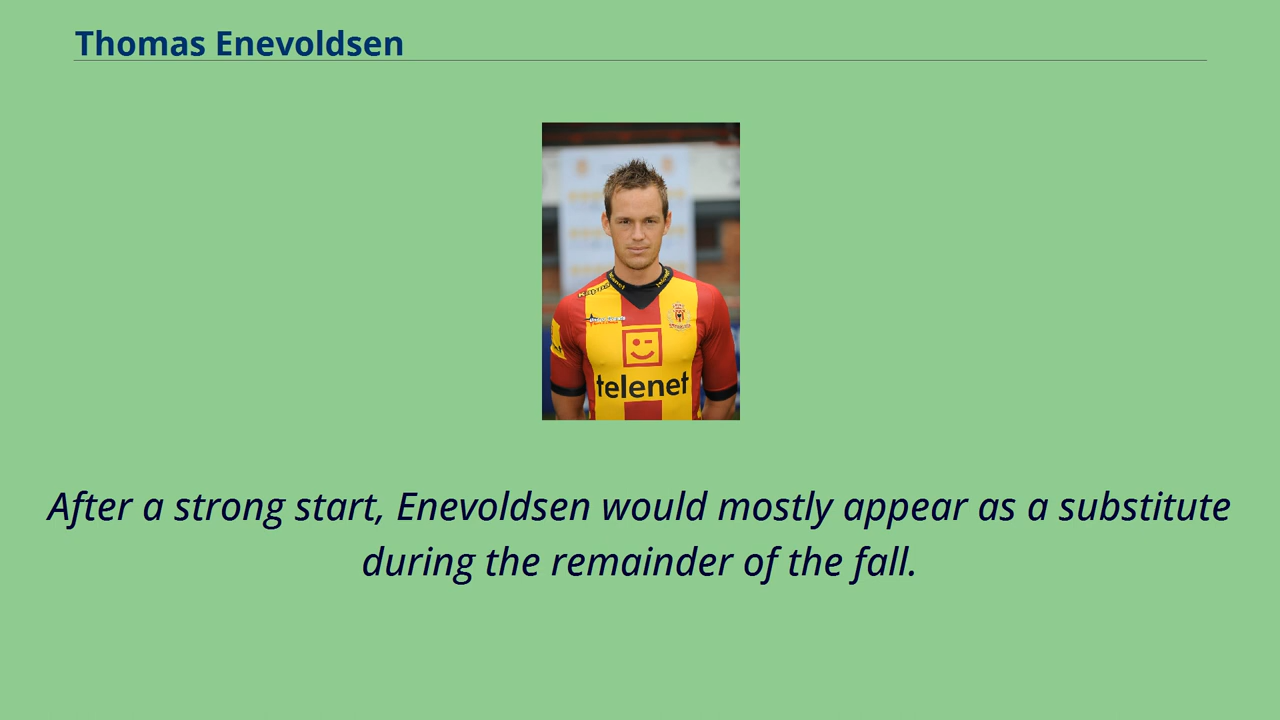 Thomas Enevoldsen
telenet
After a strong start, Enevoldsen would mostly appear as a substitute
during the remainder of the fall.